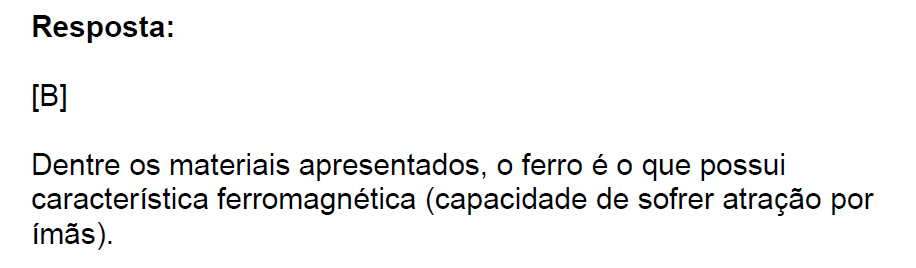 Resposta:
[B]
Dentre os materiais apresentados, o ferro é o que possui
característica ferromagnética (capacidade de sofrer atração por
ímãs).